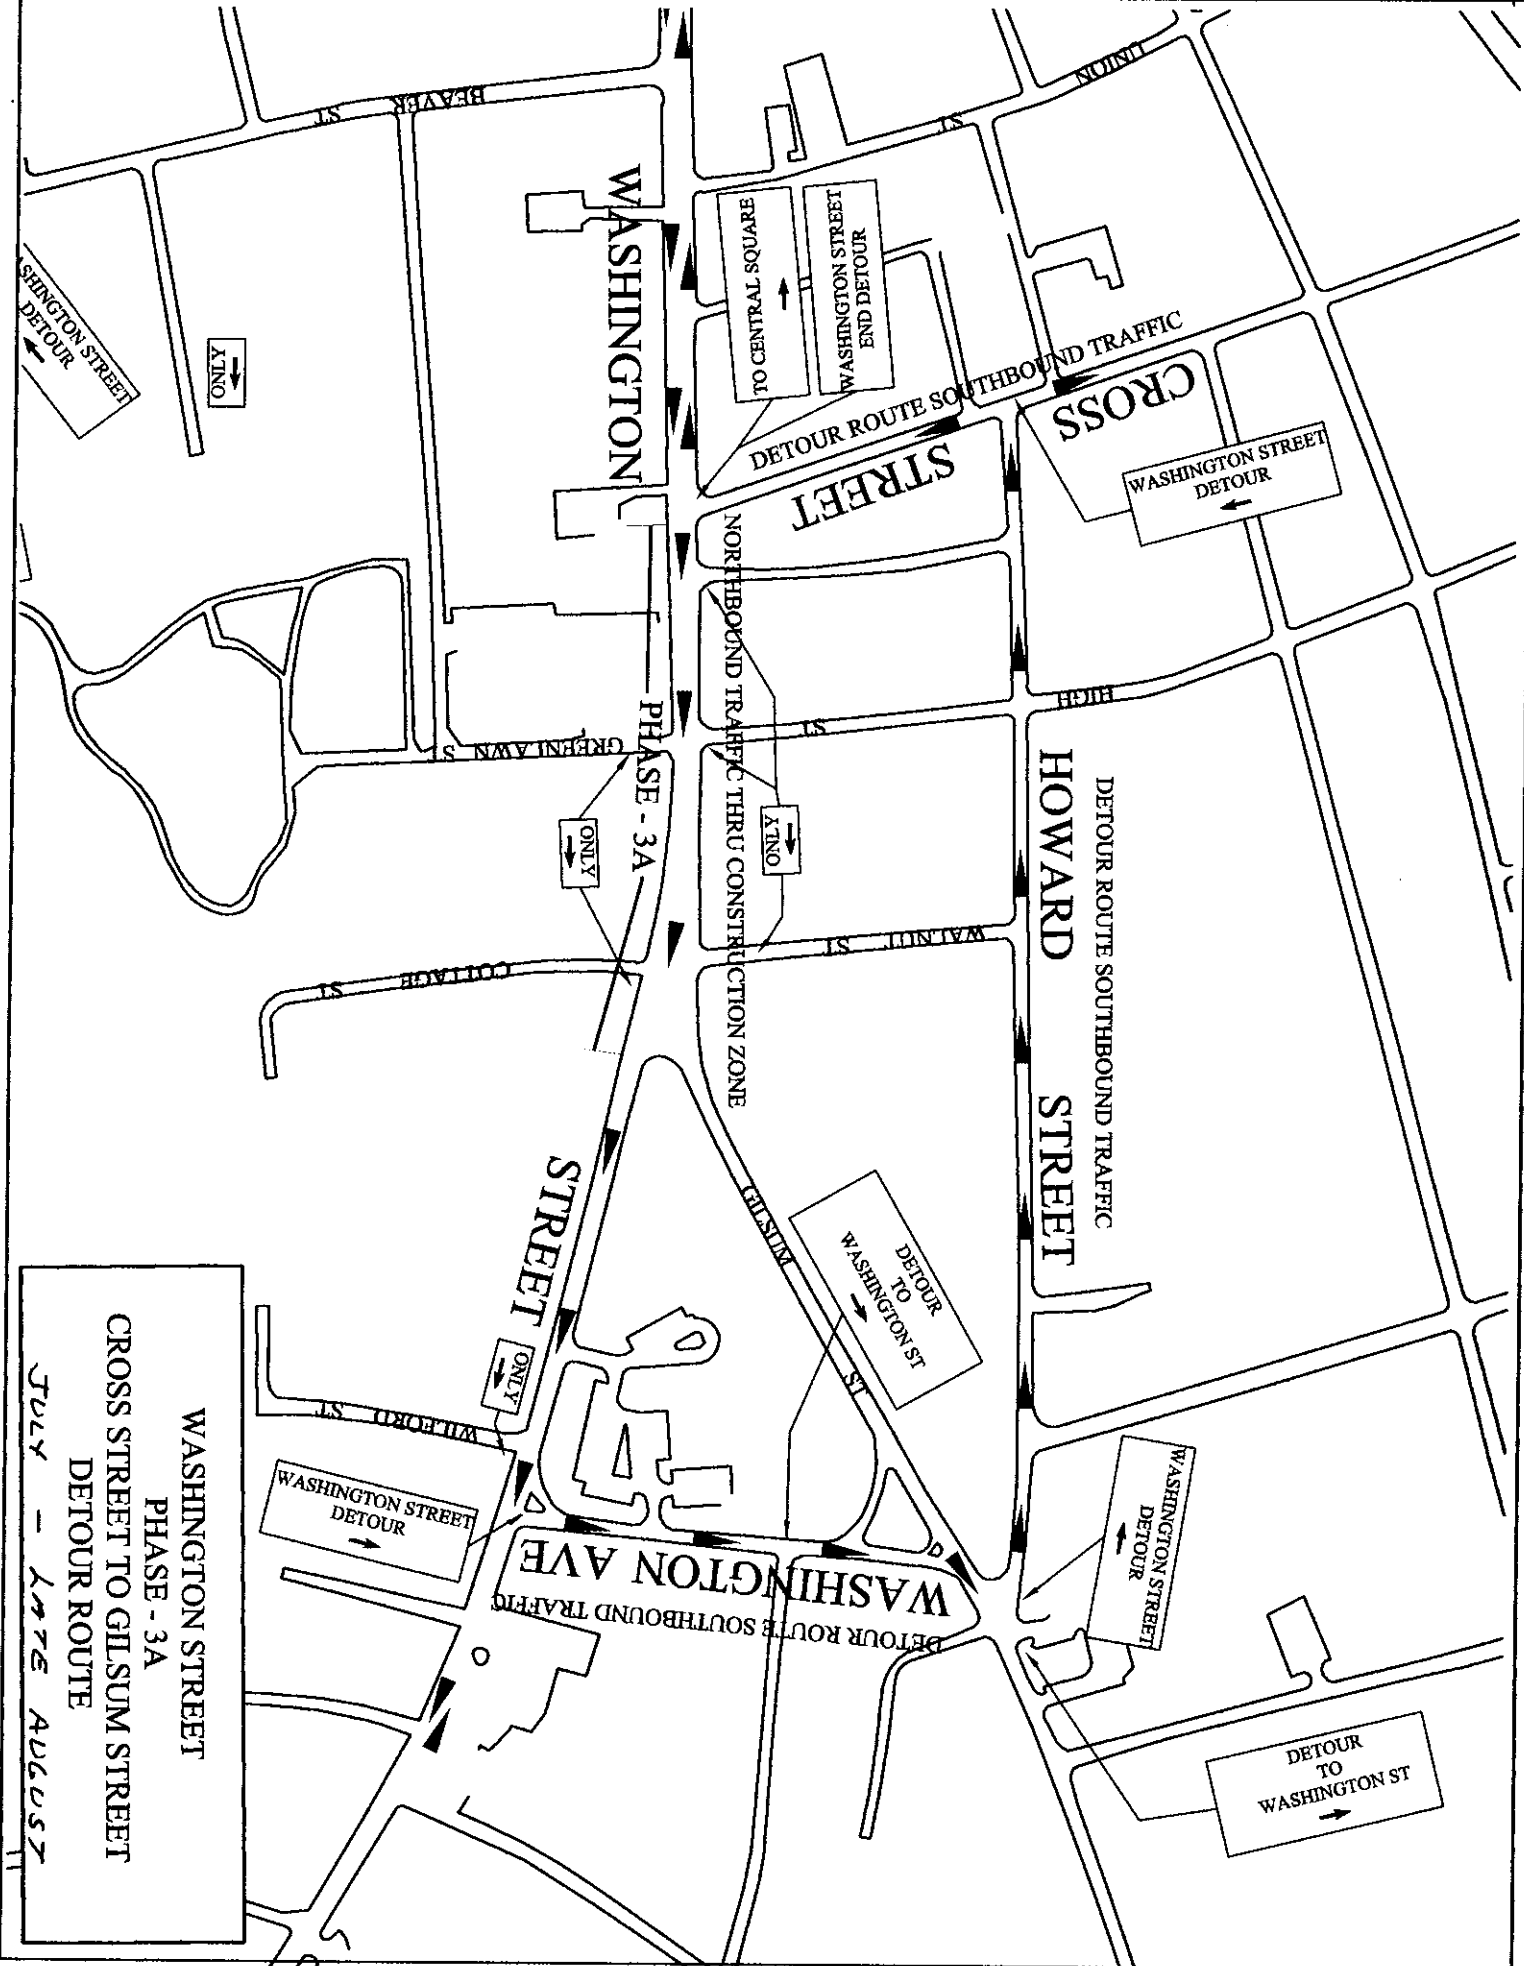 WASHINGTON STREET
PHASE - 3A
CROSS STREET TO GILSUM STREET
DETOUR ROUTE
JULY - LATE AUGUST
UNION
ST
BEAVER
ST
WASHINGTON
STREET
TO CENTRAL SQUARE
WASHINGTON STREET
END DETOUR
DETOUR ROUTE SOUTHBOUND TRAFFIC
CROSS
STREET
WASHINGTON STREET
DETOUR
ASHINGTON STREET
DETOUR
ONLY
NORTHBOUND TRAFFIC THRU CONSTRUCTION ZONE
PHASE - 3A
HIGH
ST
GREENLAWN ST
ONLY
ONLY
HOWARD
STREET
DETOUR ROUTE SOUTHBOUND TRAFFIC
WALNUT ST
COTTAGE ST
GILSUM
ST
DETOUR
TO
WASHINGTON ST
ONLY
WILFORD ST
WASHINGTON STREET
DETOUR
WASHINGTON AVE
DETOUR ROUTE SOUTHBOUND TRAFFIC
WASHINGTON STREET
DETOUR
DETOUR
TO
WASHINGTON ST